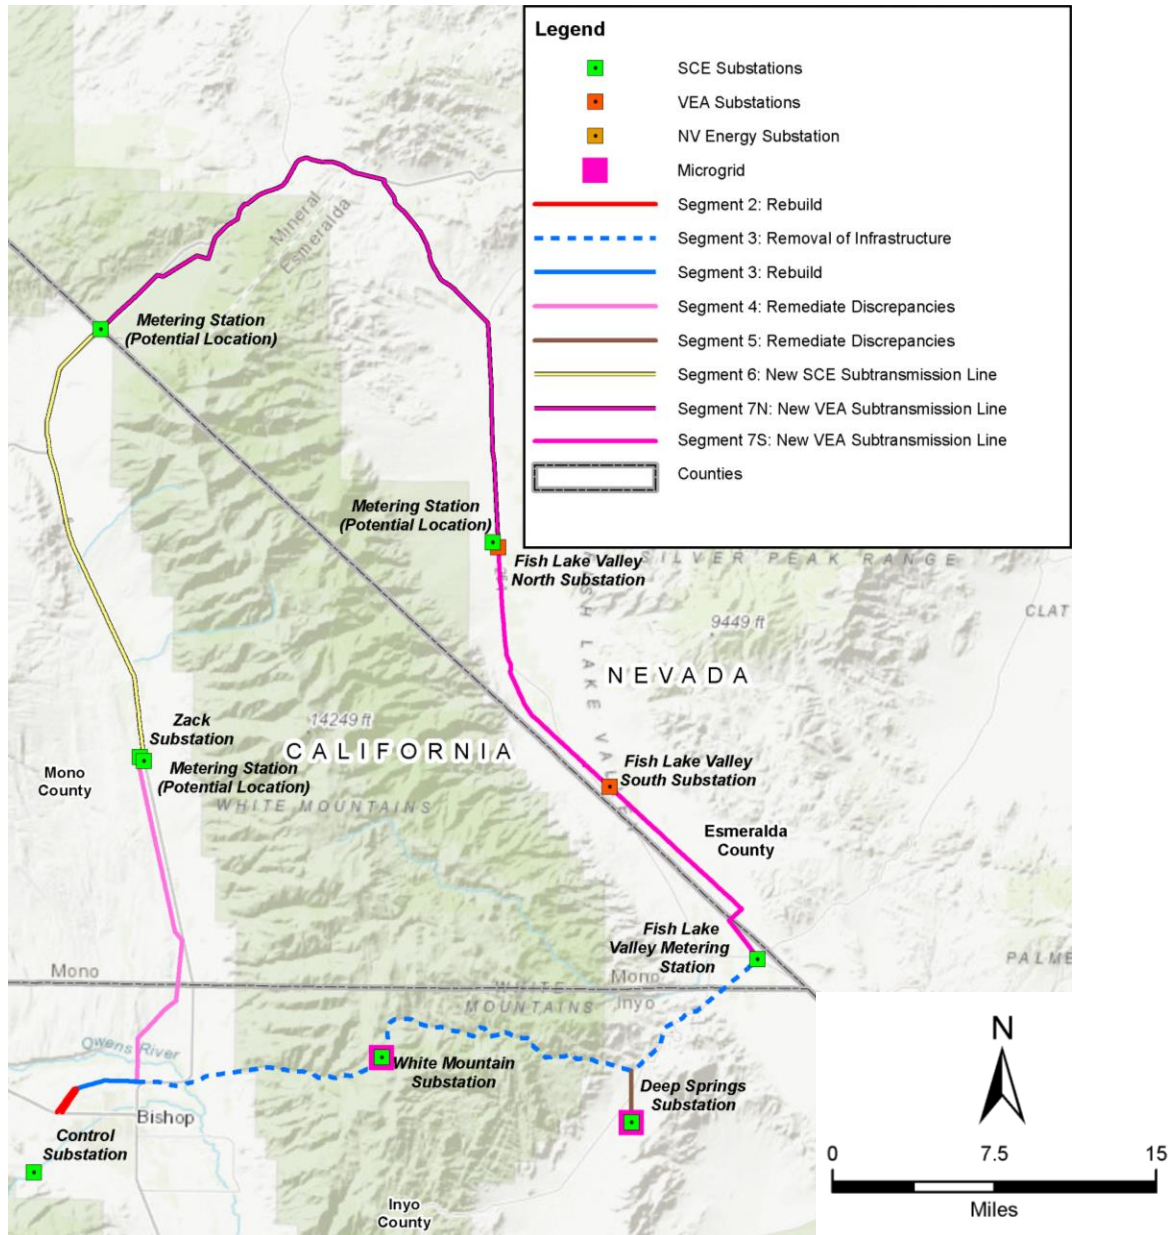 Legend
SCE Substations
VEA Substations
NV Energy Substation
Microgrid
Segment 2: Rebuild
Segment 3: Removal of Infrastructure
Segment 3: Rebuild
Segment 4: Remediate Discrepancies
Segment 5: Remediate Discrepancies
Segment 6: New SCE Subtransmission Line
Segment 7N: New VEA Subtransmission Line
Segment 7S: New VEA Subtransmission Line
Counties
Mineral
Esmeralda
Metering Station
(Potential Location)
Metering Station
(Potential Location)
Fish Lake Valley
North Substation
SILVER PEAK RANGE
9449 ft
NEVADA
Zack
Substation
14249 ft
CALIFORNIA
Metering Station
(Potential Location)
Mono
County
WHITE MOUNTAINS
Fish Lake Valley
South Substation
Esmeralda
County
Fish Lake
Valley Metering
Station
Mono
Mono
Inyo
WHITE
MOUNTAINS
Owens River
White Mountain
Substation
Deep Springs
Substation
Bishop
Control
Substation
Inyo
County
N
0 7.5 15
Miles